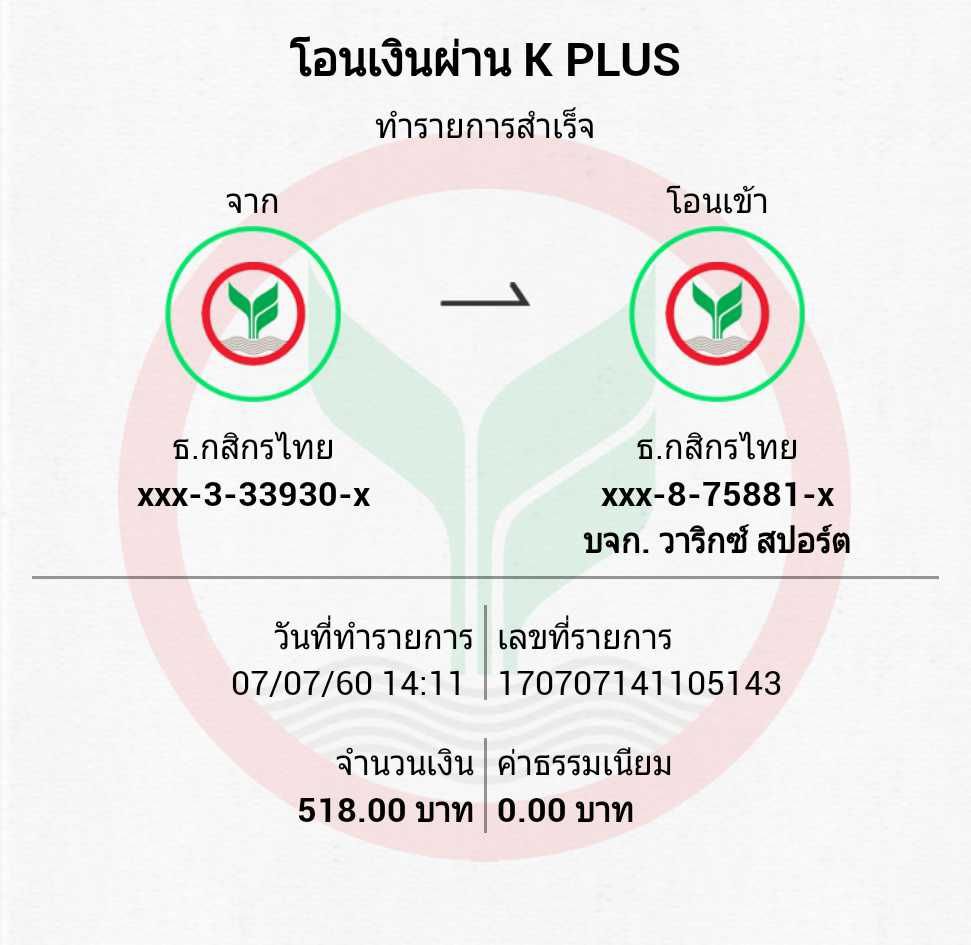 โอนเงินผ่าน K PLUS
ทำรายการสำเร็จ
จาก
โอนเข้า
ธ.กสิกรไทย
xxx-3-33930-x
ธ.กสิกรไทย
xxx-8-75881-x
บจก. วาริกซ์ สปอร์ต
วันที่ทำรายการ
07/07/60 14:11
เลขที่รายการ
170707141105143
จำนวนเงิน
518.00 บาท
ค่าธรรมเนียม
0.00 บาท